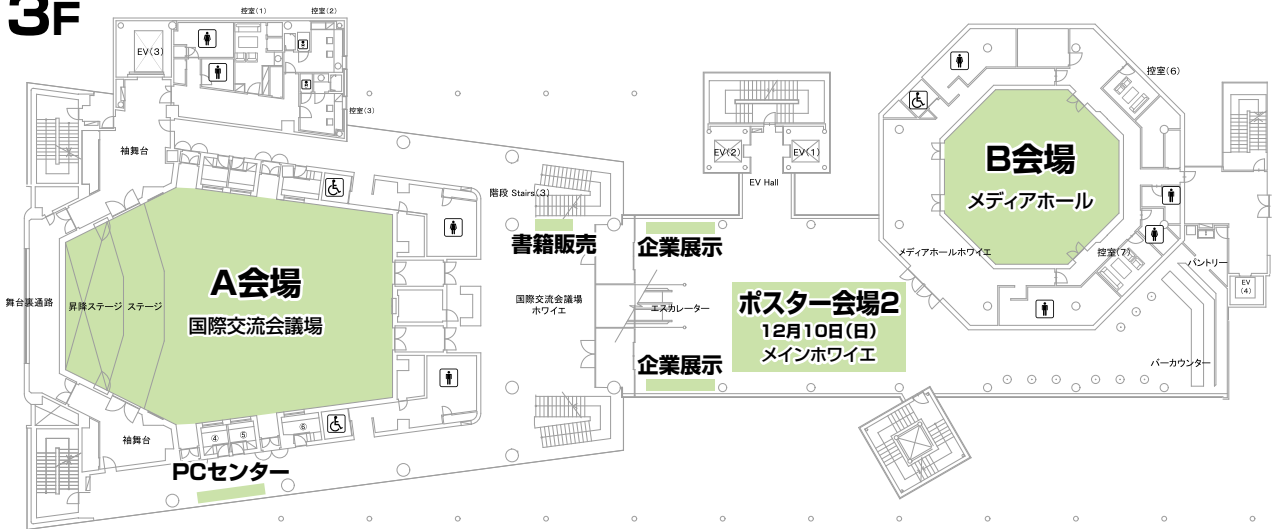 3F
控室(1)
控室(2)
EV(3)
控室(3)
袖舞台
階段 Stairs(3)
EV(2)
EV(1)
EV Hall
控室(6)
B会場
メディアホール
メディアホールホワイエ
控室(7)
パントリー
EV
(4)
書籍販売
企業展示
舞台裏通路
昇降ステージ
ステージ
A会場
国際交流会議場
国際交流会議場
ホワイエ
エスカレーター
ポスター会場2
12月10日(日)
メインホワイエ
企業展示
バーカウンター
袖舞台
④
⑤
⑥
PCセンター